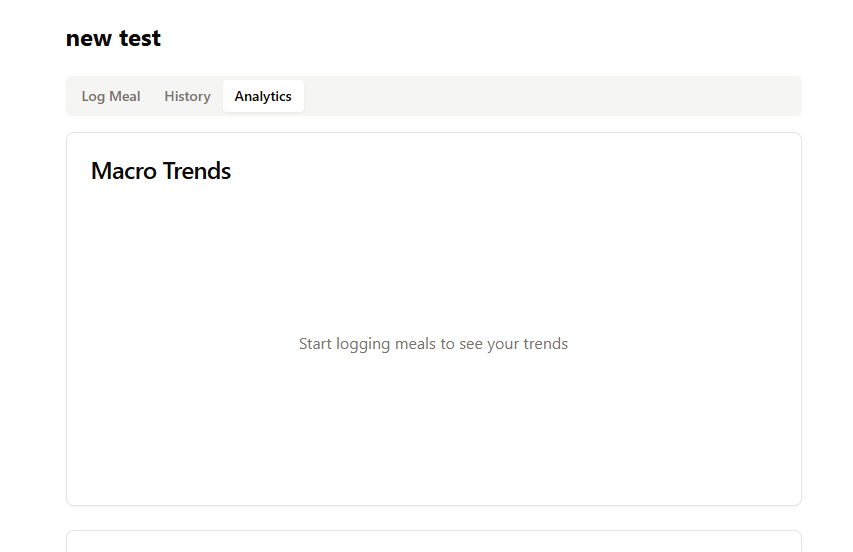 new test
Log Meal History Analytics
Macro Trends
Start logging meals to see your trends